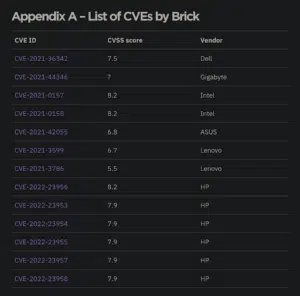 Appendix A – List of CVEs by Brick
CVE ID CVSS score Vendor
CVE-2021-36342 7.5 Dell
CVE-2021-44346 7 Gigabyte
CVE-2021-0157 8.2 Intel
CVE-2021-0158 8.2 Intel
CVE-2021-42055 6.8 ASUS
CVE-2021-3599 6.7 Lenovo
CVE-2021-3786 5.5 Lenovo
CVE-2022-23956 8.2 HP
CVE-2022-23953 7.9 HP
CVE-2022-23954 7.9 HP
CVE-2022-23955 7.9 HP
CVE-2022-23957 7.9 HP
CVE-2022-23958 7.9 HP